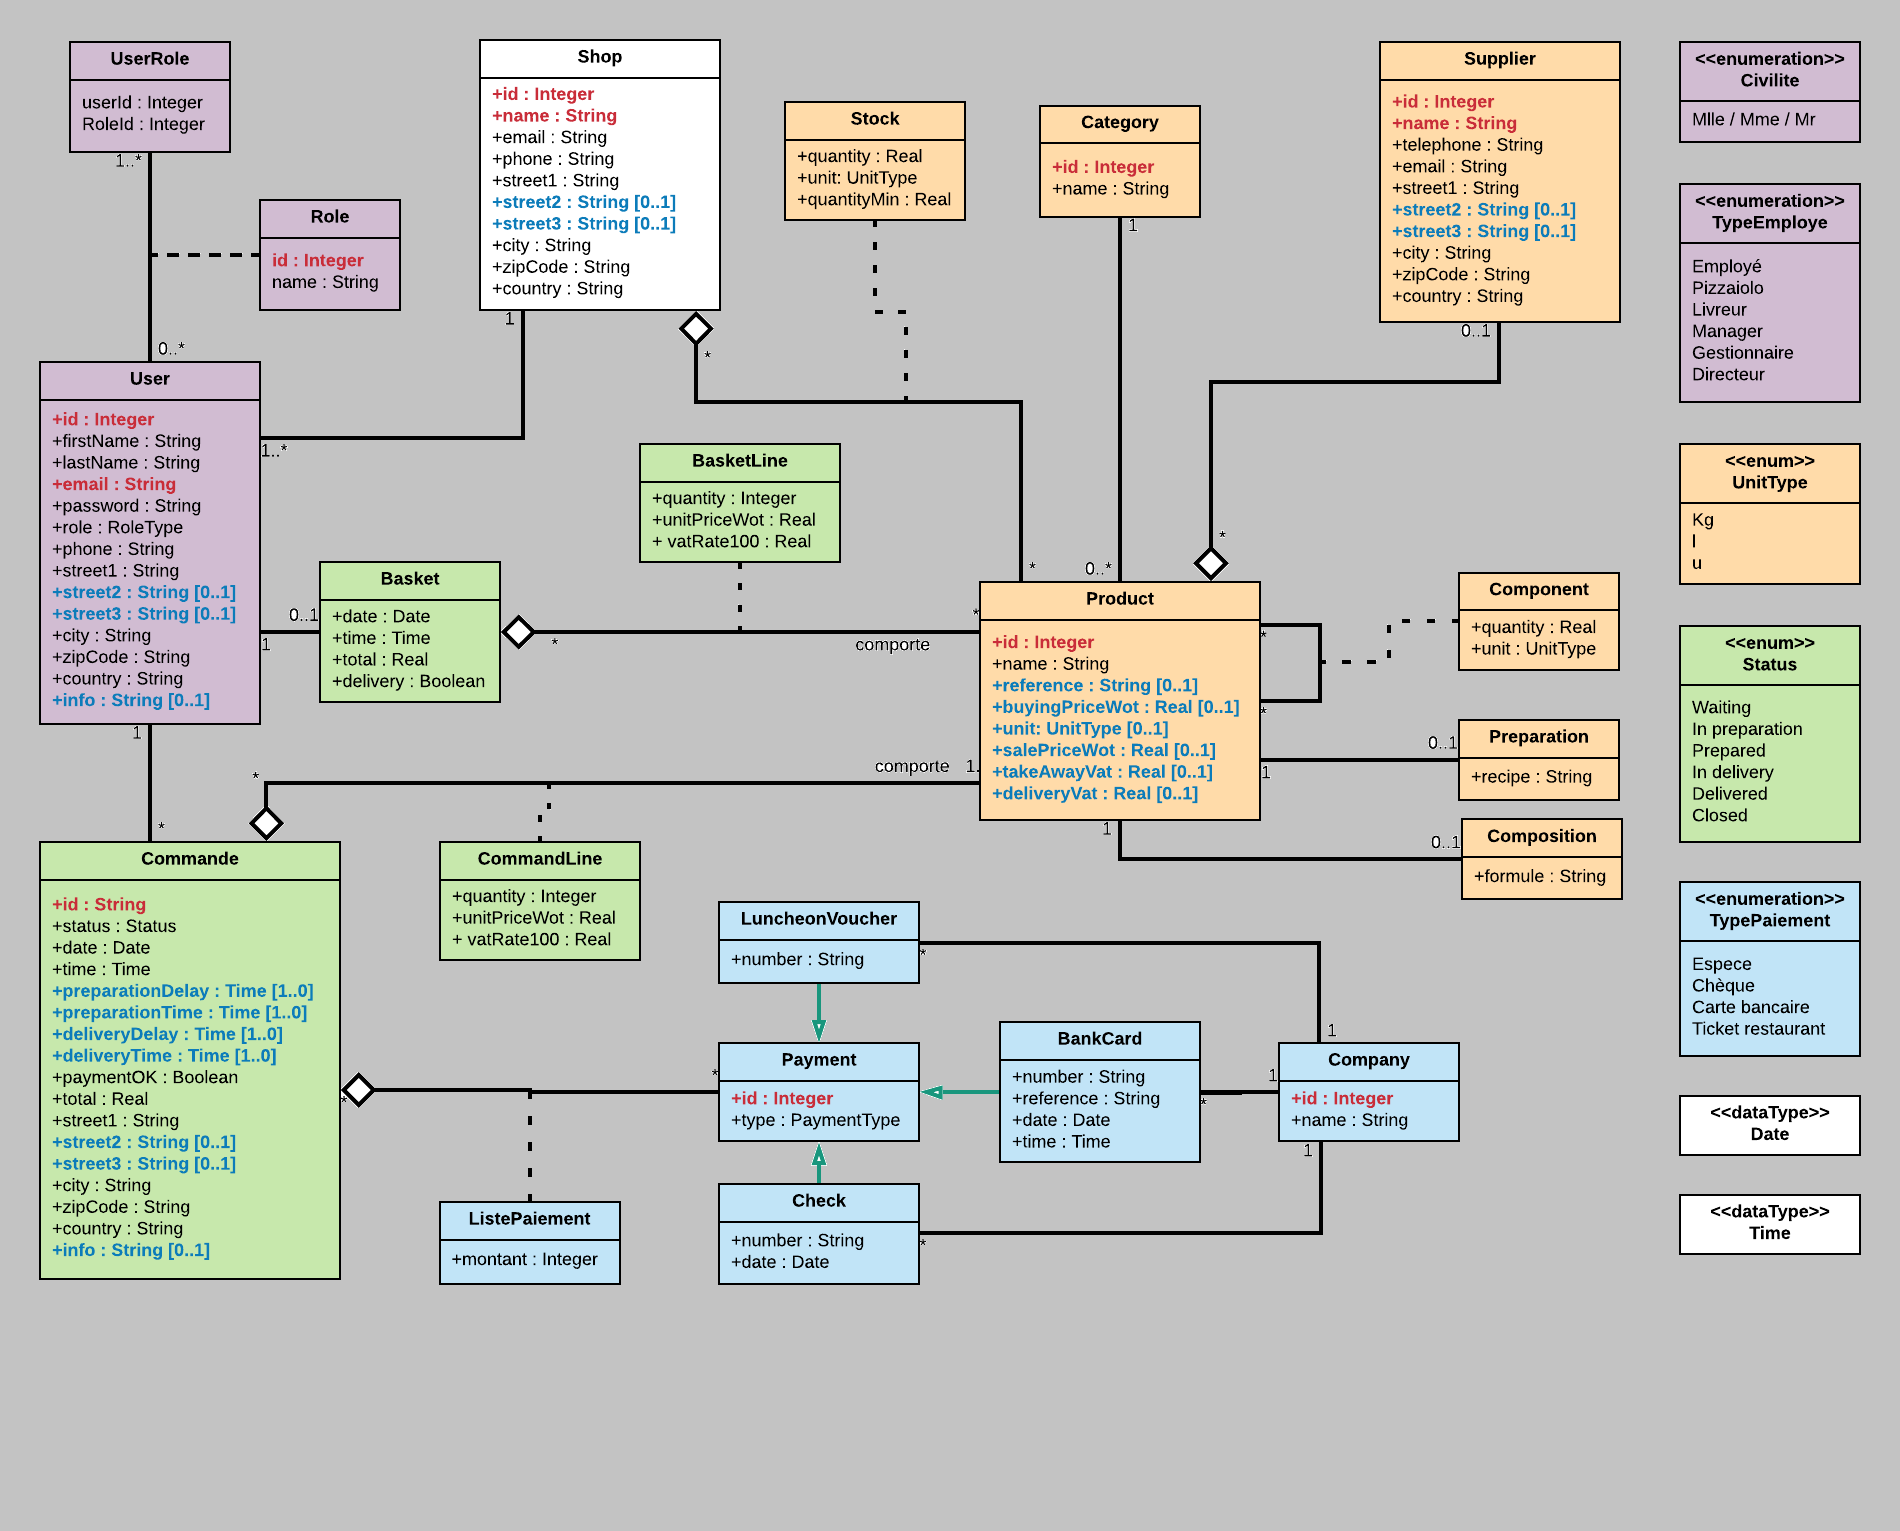 UserRole
userId : Integer
RoleId : Integer
1..*
Role
id : Integer
name : String
0..*
User
+id : Integer
+firstName : String
+lastName : String
+email : String
+password : String
+role : RoleType
+phone : String
+street1 : String
+street2 : String [0..1]
+street3 : String [0..1]
+city : String
+zipCode : String
+country : String
+info : String [0..1]
1..*
0..1
1
1
*
Shop
+id : Integer
+name : String
+email : String
+phone : String
+street1 : String
+street2 : String [0..1]
+street3 : String [0..1]
+city : String
+zipCode : String
+country : String
1
*
Stock
+quantity : Real
+unit: UnitType
+quantityMin : Real
Category
+id : Integer
+name : String
1
Supplier
+id : Integer
+name : String
+telephone : String
+email : String
+street1 : String
+street2 : String [0..1]
+street3 : String [0..1]
+city : String
+zipCode : String
+country : String
0..1
*
BasketLine
+quantity : Integer
+unitPriceWot : Real
+ vatRate100 : Real
Basket
+date : Date
+time : Time
+total : Real
+delivery : Boolean
*
comporte
*
*
0..*
Product
+id : Integer
+name : String
+reference : String [0..1]
+buyingPriceWot : Real [0..1]
+unit: UnitType [0..1]
+salePriceWot : Real [0..1]
+takeAwayVat : Real [0..1]
+deliveryVat : Real [0..1]
*
*
1
1
Component
+quantity : Real
+unit : UnitType
0..1
Preparation
+recipe : String
0..1
Composition
+formule : String
*
comporte
1.
Commande
+id : String
+status : Status
+date : Date
+time : Time
+preparationDelay : Time [1..0]
+preparationTime : Time [1..0]
+deliveryDelay : Time [1..0]
+deliveryTime : Time [1..0]
+paymentOK : Boolean
+total : Real
+street1 : String
+street2 : String [0..1]
+street3 : String [0..1]
+city : String
+zipCode : String
+country : String
+info : String [0..1]
*
CommandLine
+quantity : Integer
+unitPriceWot : Real
+ vatRate100 : Real
LuncheonVoucher
+number : String
*
*
Payment
+id : Integer
+type : PaymentType
BankCard
+number : String
+reference : String
+date : Date
+time : Time
*
1
1
Company
+id : Integer
+name : String
1
ListePaiement
+montant : Integer
Check
+number : String
+date : Date
*
<<enumeration>>
Civilite
Mlle / Mme / Mr
<<enumeration>>
TypeEmploye
Employé
Pizzaiolo
Livreur
Manager
Gestionnaire
Directeur
<<enum>>
UnitType
Kg
l
u
<<enum>>
Status
Waiting
In preparation
Prepared
In delivery
Delivered
Closed
<<enumeration>>
TypePaiement
Espece
Chèque
Carte bancaire
Ticket restaurant
<<dataType>>
Date
<<dataType>>
Time